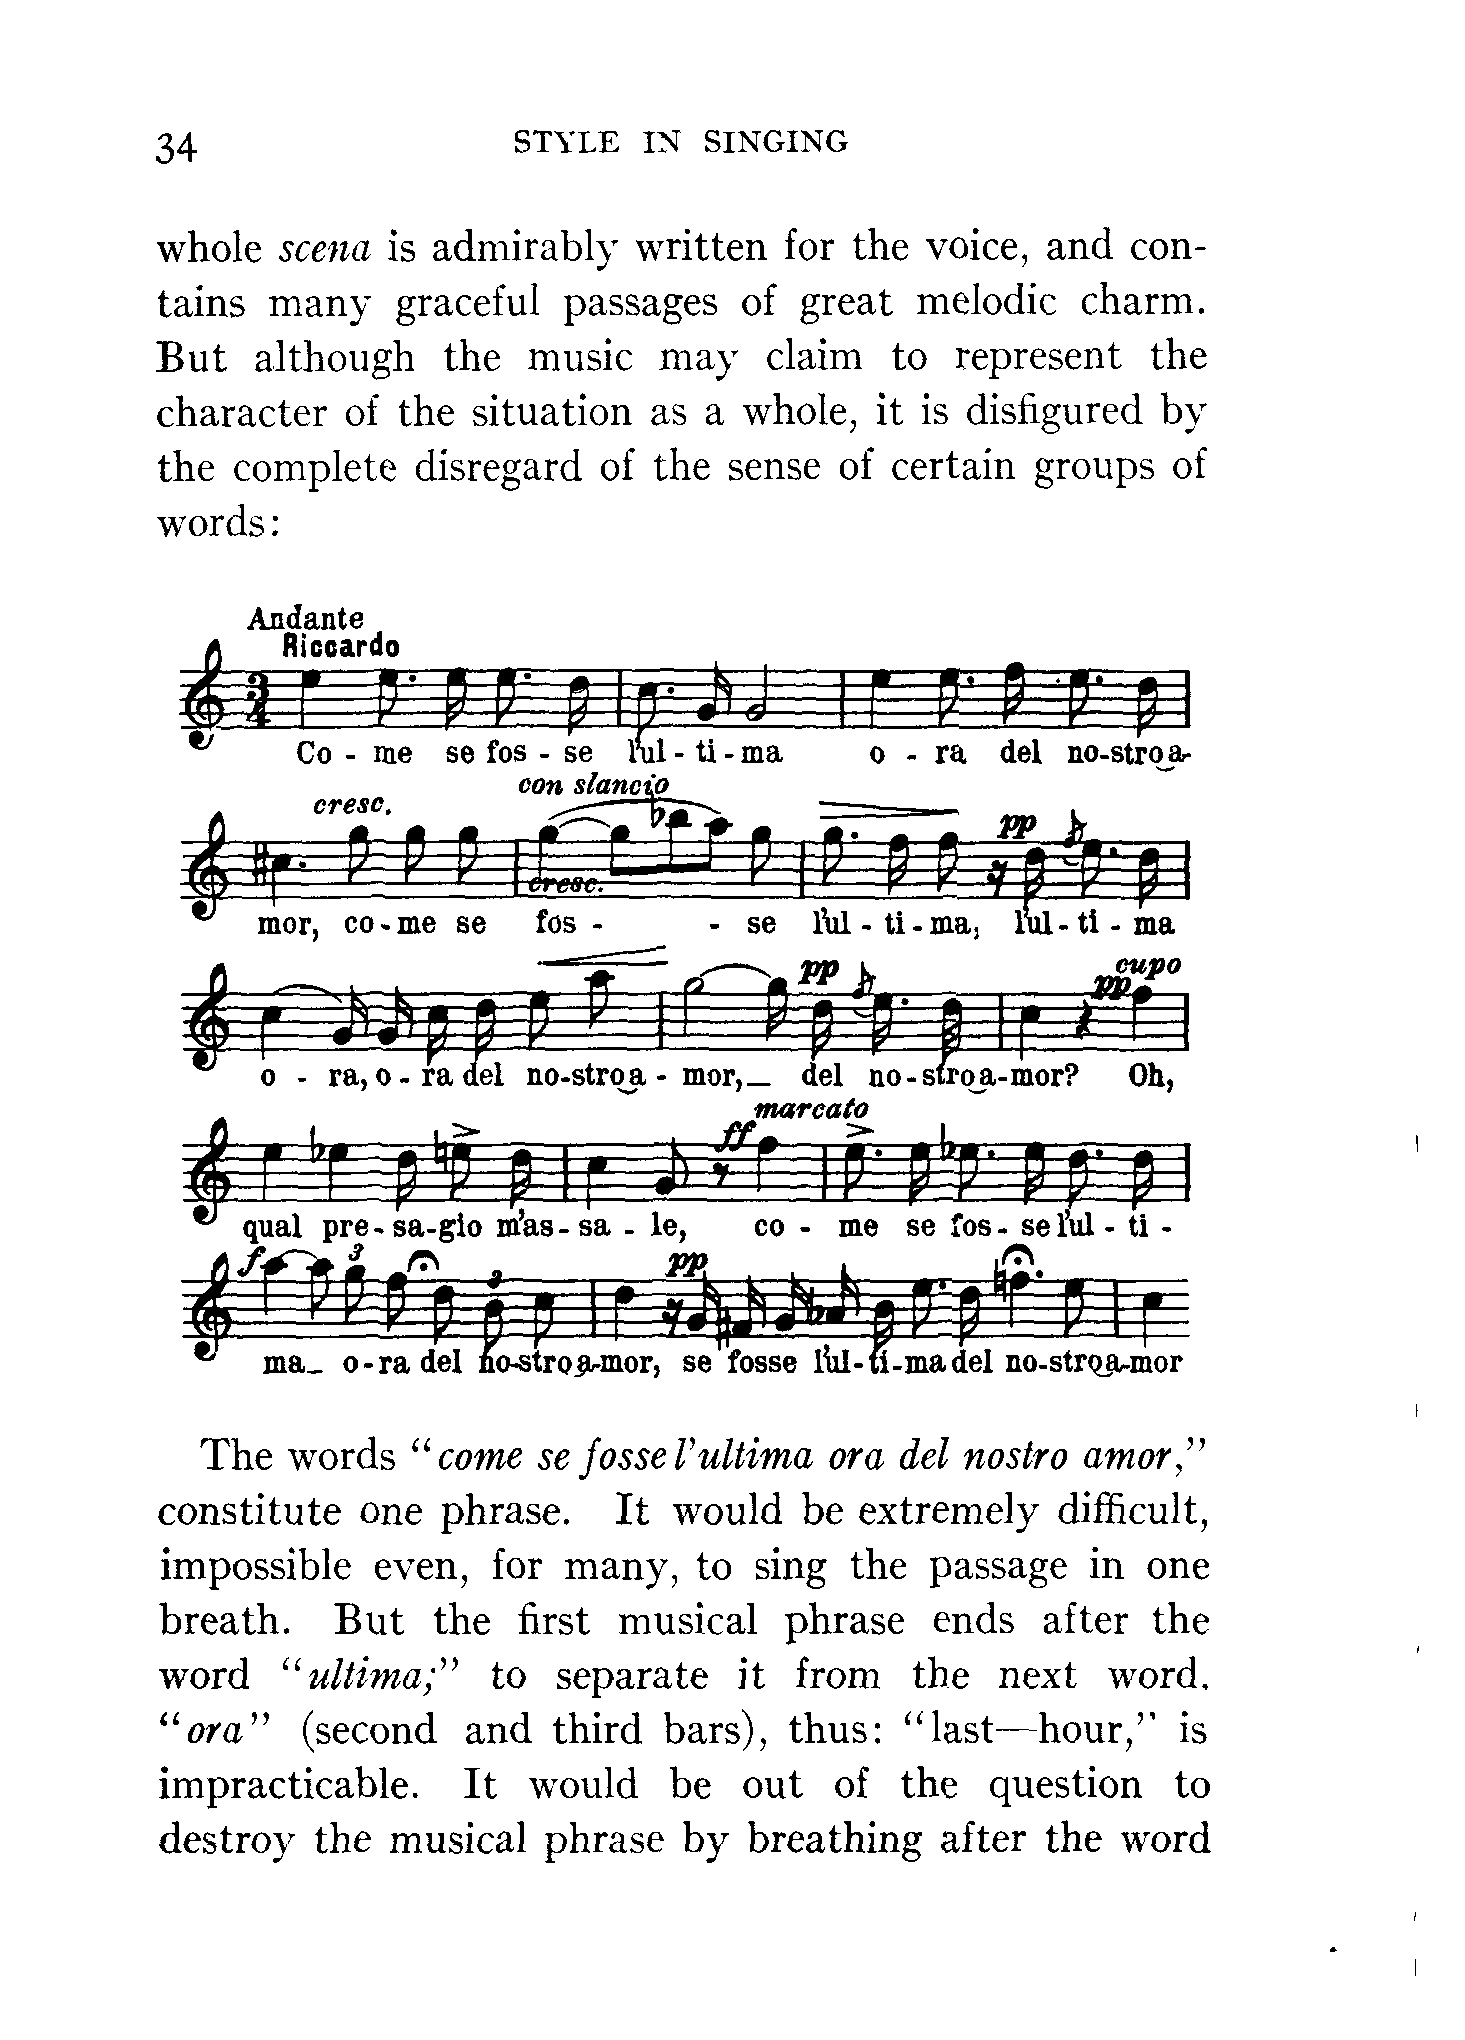 34 STYLE IN SINGING
whole scena is admirably written for the voice, and con-
tains many graceful passages of great melodic charm.
But although the music may claim to represent the
character of the situation as a whole, it is disfigured by
the complete disregard of the sense of certain groups of
words:
Andante
Riccardo
3
4
Co - me se fos - se l'ul - ti - ma o - ra del no-stro a-
cresc. con slancio pp
cresc.
mor, co - me se fos - - se l'ul - ti - ma, l'ul - ti - ma
pp pp cupo
o - ra, o - ra del no-stro a - mor,_ del no - stro a-mor? Oh,
ff marcato
qual pre - sa-gio m'as - sa - le, co - me se fos - se l'ul - ti -
f 3 3 pp
ma_ o - ra del no-stro a-mor, se fosse l'ul - ti - ma del no-stro a-mor
The words "come se fosse l'ultima ora del nostro amor,"
constitute one phrase. It would be extremely difficult,
impossible even, for many, to sing the passage in one
breath. But the first musical phrase ends after the
word "ultima;" to separate it from the next word.
"ora" (second and third bars), thus: "last—hour," is
impracticable. It would be out of the question to
destroy the musical phrase by breathing after the word